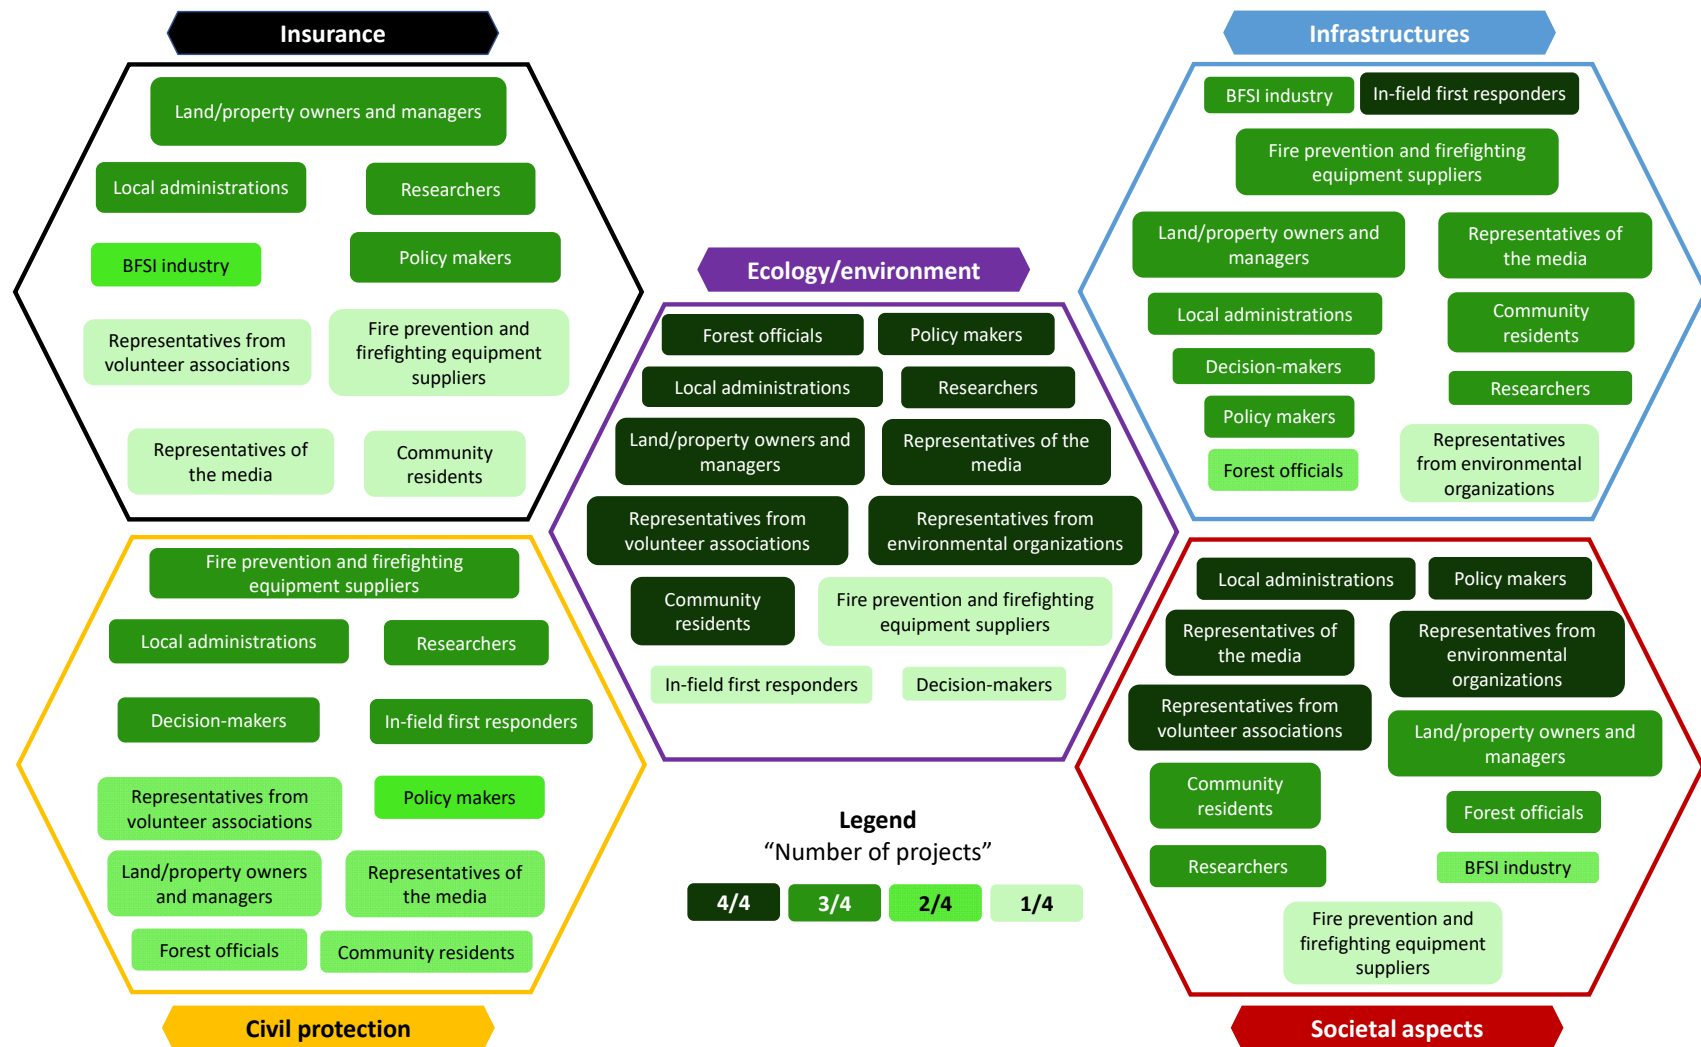 Insurance
Land/property owners and managers
Local administrations
Researchers
BFSI industry
Policy makers
Representatives from
volunteer associations
Fire prevention and
firefighting equipment
suppliers
Representatives of
the media
Community
residents
Infrastructures
BFSI industry
In-field first responders
Fire prevention and firefighting
equipment suppliers
Land/property owners and
managers
Representatives of
the media
Local administrations
Community
residents
Decision-makers
Researchers
Policy makers
Forest officials
Representatives
from environmental
organizations
Ecology/environment
Forest officials
Policy makers
Local administrations
Researchers
Land/property owners and
managers
Representatives of the
media
Representatives from
volunteer associations
Representatives from
environmental organizations
Community
residents
Fire prevention and firefighting
equipment suppliers
In-field first responders
Decision-makers
Fire prevention and firefighting
equipment suppliers
Local administrations
Researchers
Decision-makers
In-field first responders
Representatives from
volunteer associations
Policy makers
Land/property owners
and managers
Representatives of
the media
Forest officials
Community residents
Civil protection
Legend
“Number of projects”
4/4
3/4
2/4
1/4
Local administrations
Policy makers
Representatives of
the media
Representatives from
environmental
organizations
Representatives from
volunteer associations
Land/property owners and
managers
Community
residents
Forest officials
Researchers
BFSI industry
Fire prevention and
firefighting equipment
suppliers
Societal aspects